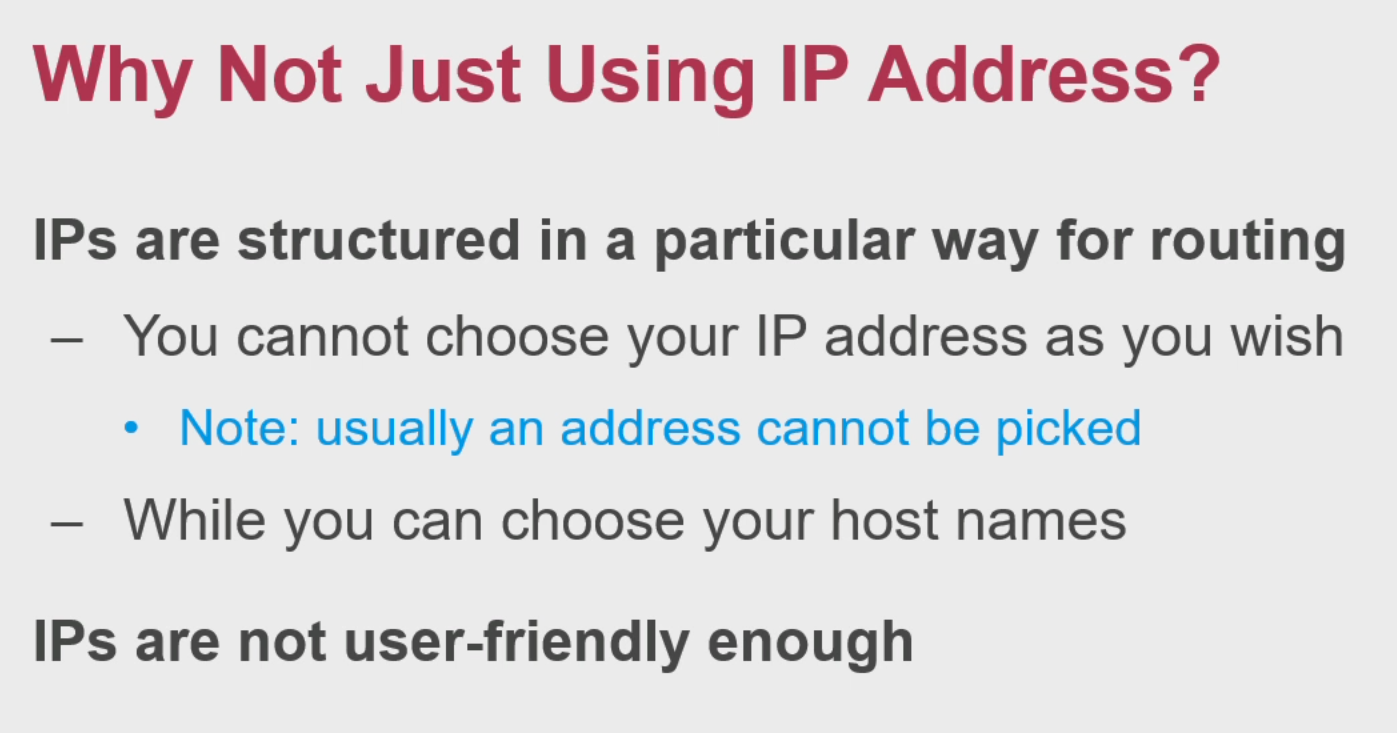 Why Not Just Using IP Address?
IPs are structured in a particular way for routing
– You cannot choose your IP address as you wish
• Note: usually an address cannot be picked
– While you can choose your host names
IPs are not user-friendly enough